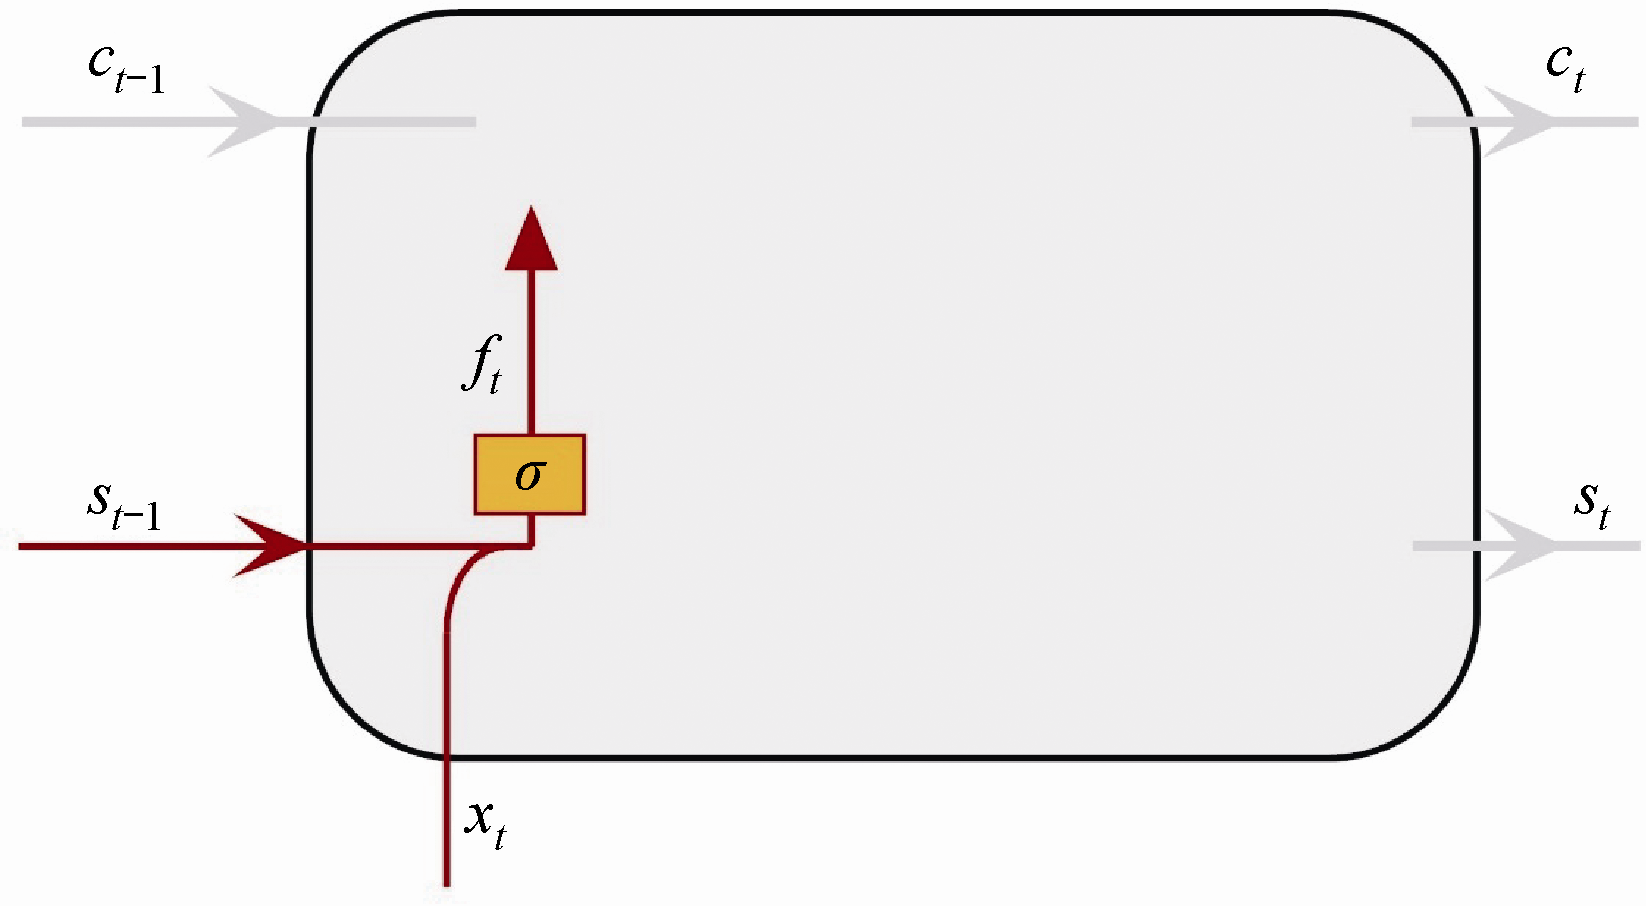 c_{t-1}
c_t
f_t
σ
s_{t-1}
s_t
x_t